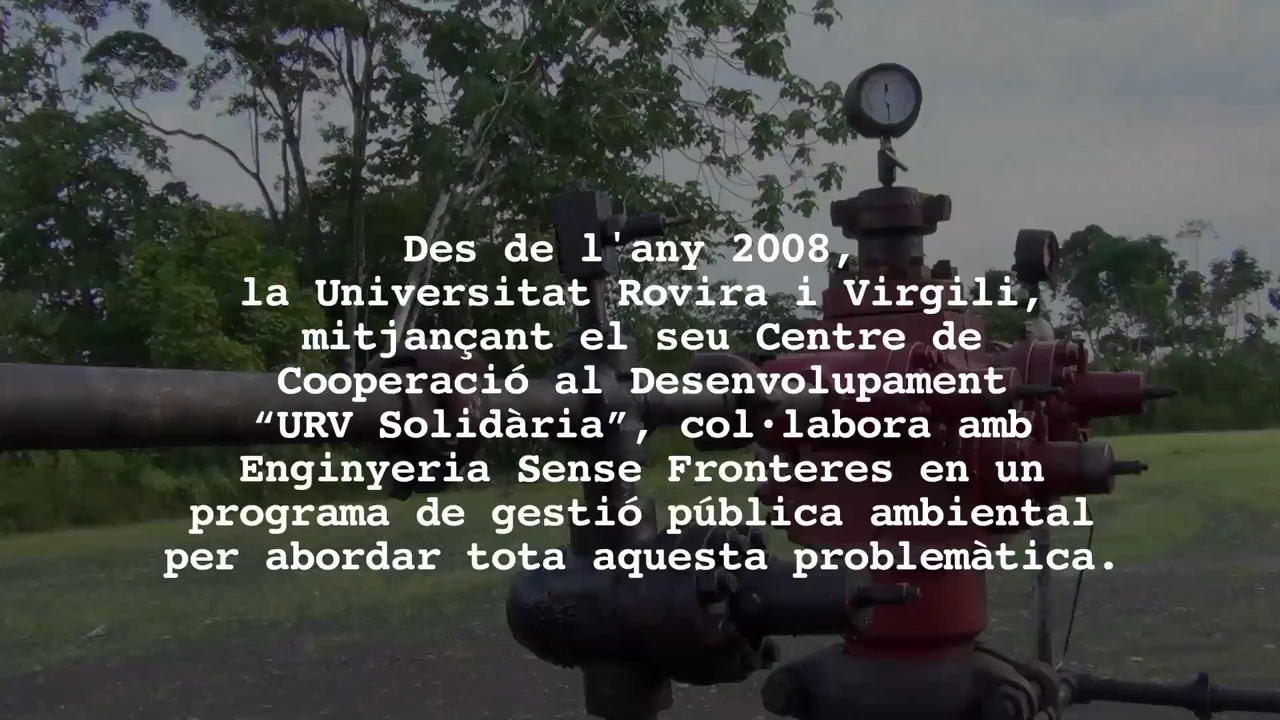 Des de l'any 2008,
la Universitat Rovira i Virgili,
mitjançant el seu Centre de
Cooperació al Desenvolupament
“URV Solidària”, col·labora amb
Enginyeria Sense Fronteres en un
programa de gestió pública ambiental
per abordar tota aquesta problemàtica.